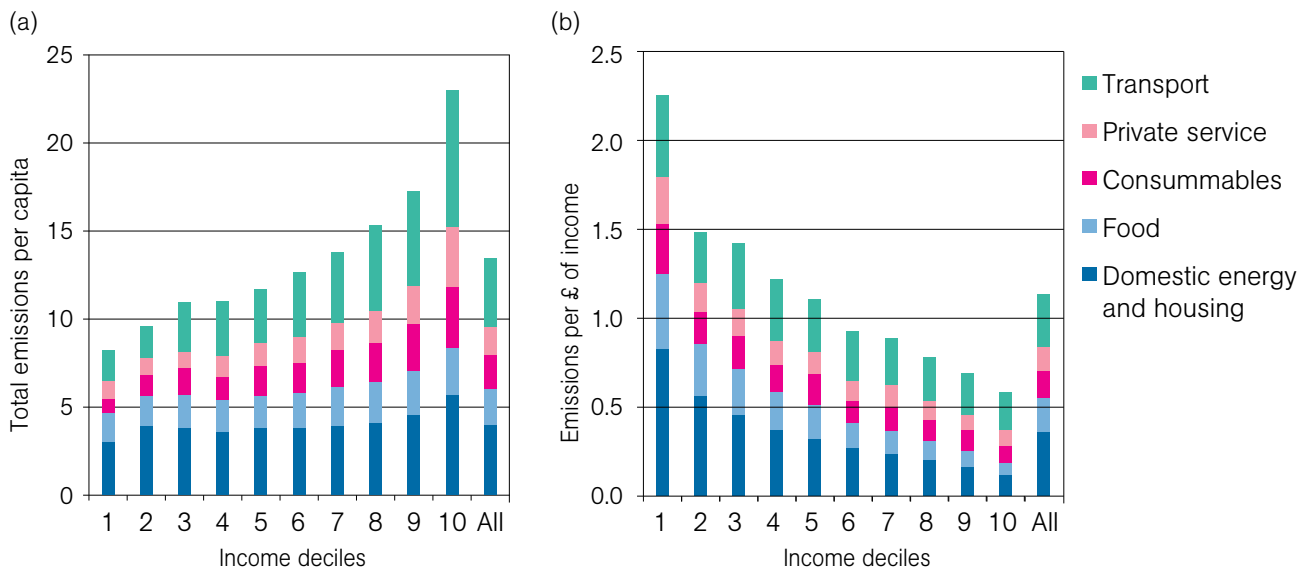 (a)
25
20
15
10
5
0
Total emissions per capita
1 2 3 4 5 6 7 8 9 10 All
Income deciles
(b)
2.5
2.0
1.5
1.0
0.5
0.0
Emissions per £ of income
1 2 3 4 5 6 7 8 9 10 All
Income deciles
Transport
Private service
Consummables
Food
Domestic energy
and housing